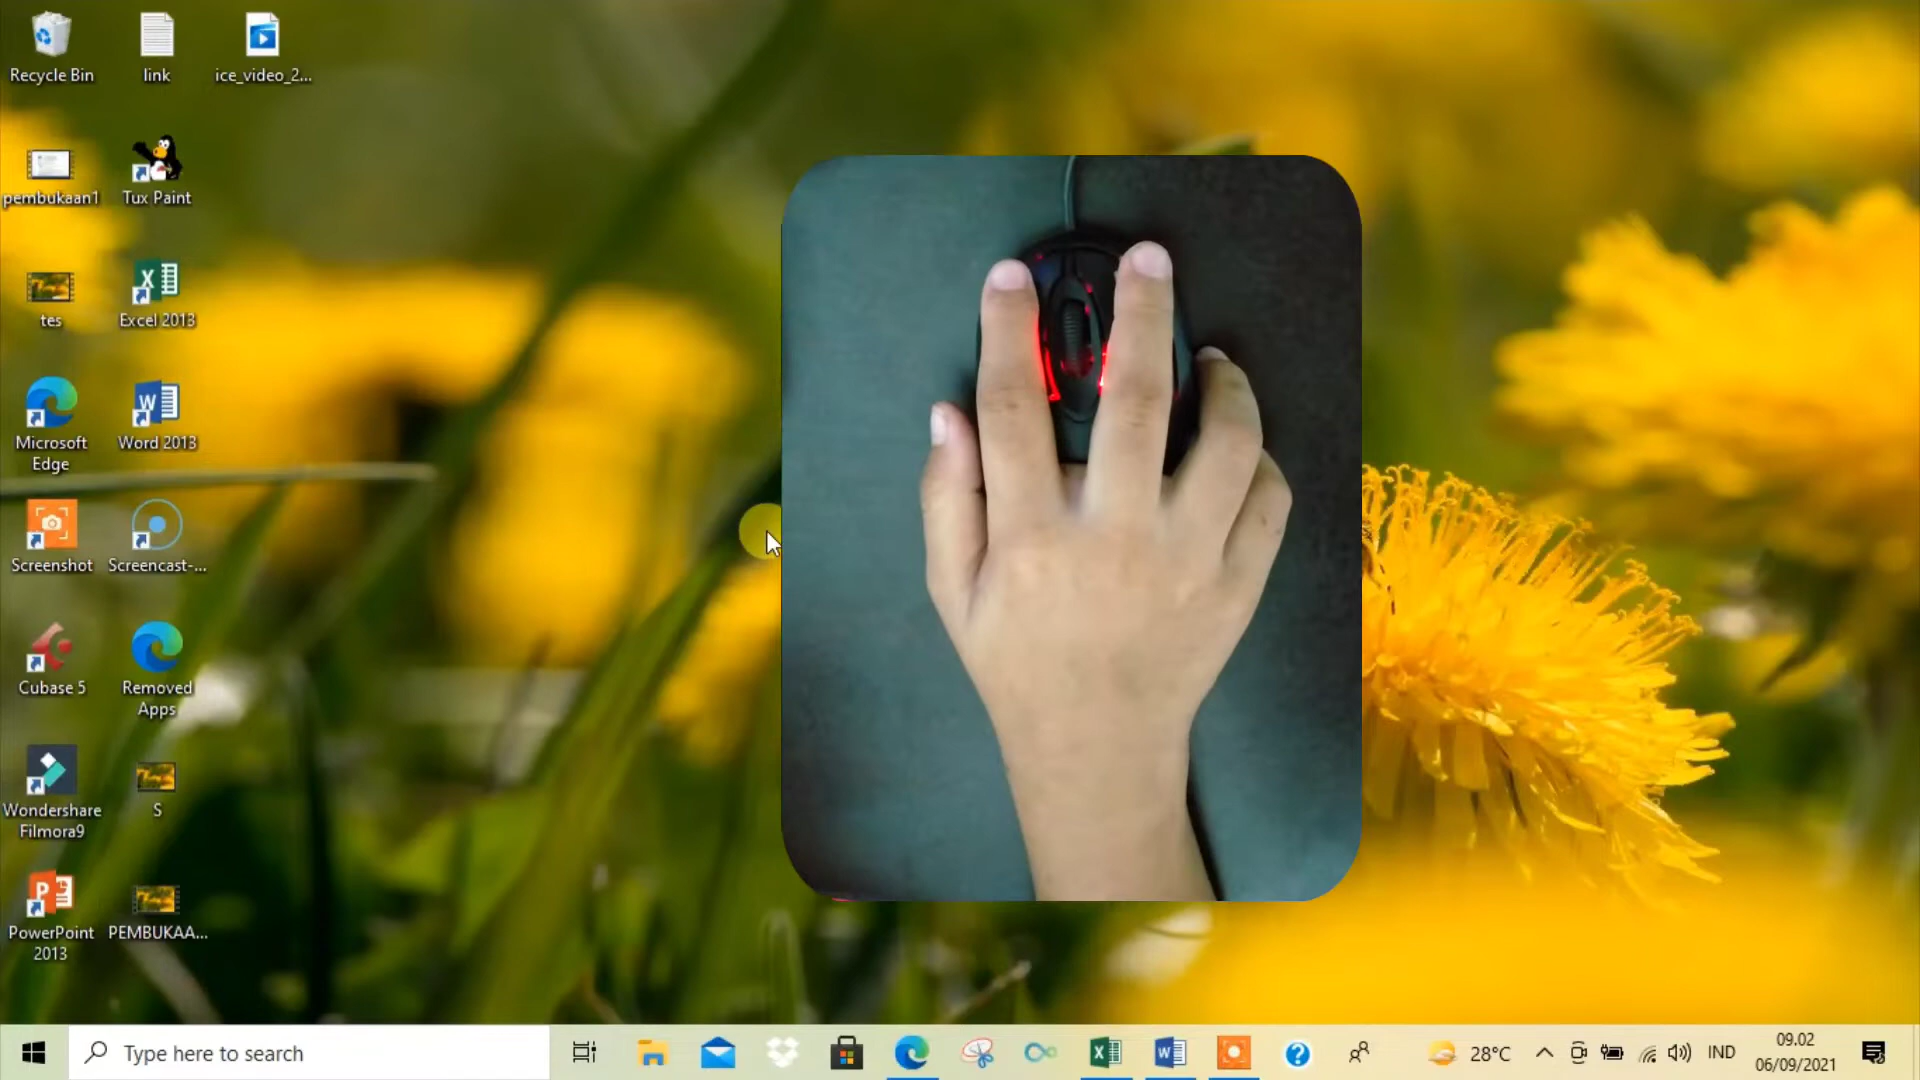 Recycle Bin
link
ice_video_2...
pembukaan1
Tux Paint
tes
Excel 2013
Microsoft
Edge
Word 2013
Screenshot
Screencast-...
Cubase 5
Removed
Apps
Wondershare
Filmora9
S
PowerPoint
2013
PEMBUKAA...
Type here to search
28°C
IND
09.02
06/09/2021